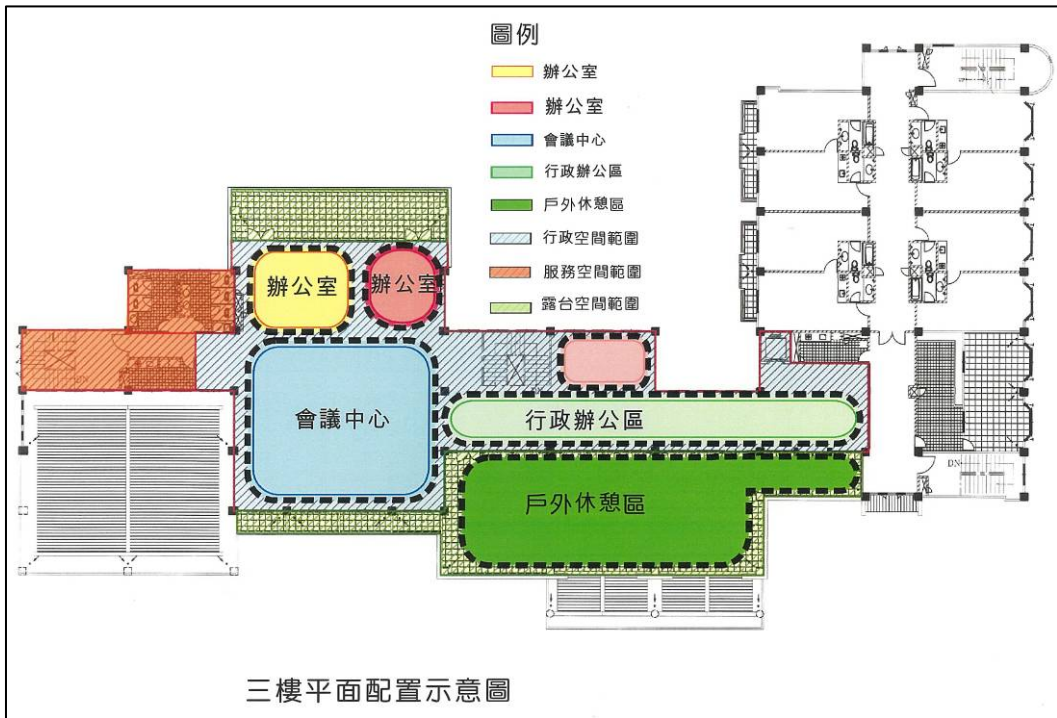 圖例
辦公室
辦公室
會議中心
行政辦公區
戶外休憩區
行政空間範圍
服務空間範圍
露台空間範圍
辦公室
辦公室
會議中心
行政辦公區
戶外休憩區
DN
三樓平面配置示意圖